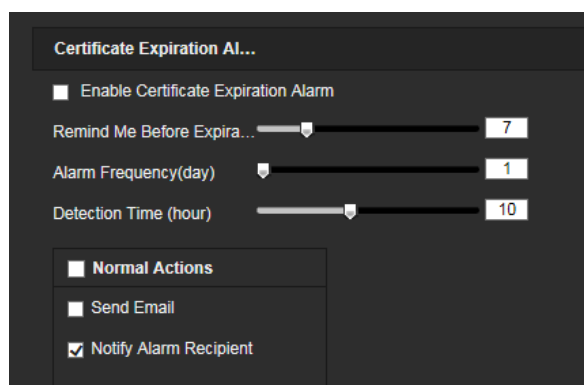 Certificate Expiration Al...
Enable Certificate Expiration Alarm
Remind Me Before Expira... 7
Alarm Frequency(day) 1
Detection Time (hour) 10
Normal Actions
Send Email
Notify Alarm Recipient